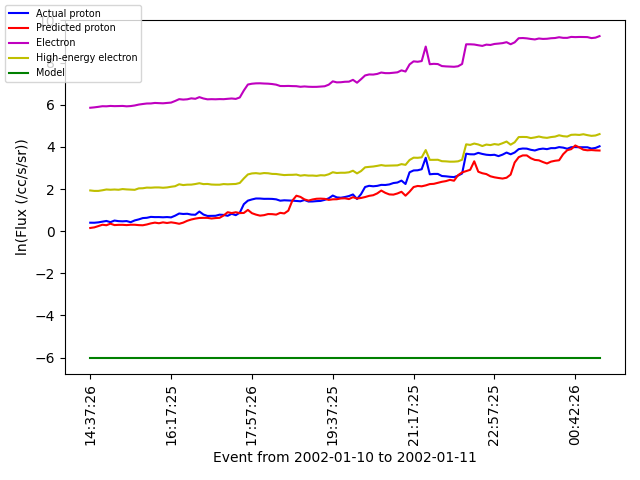 Actual proton
Predicted proton
Electron
High-energy electron
Model
6
4
2
0
−2
−4
−6
ln(Flux (/cc/s/sr))
14:37:26
16:17:25
17:57:26
19:37:25
21:17:25
22:57:25
00:42:26
Event from 2002-01-10 to 2002-01-11